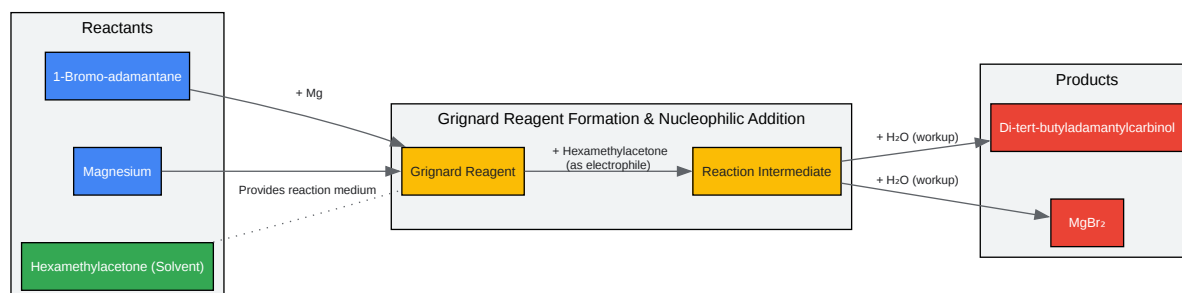 Reactants
1-Bromo-adamantane
Magnesium
Hexamethylacetone (Solvent)
+ Mg
Provides reaction medium
Grignard Reagent Formation & Nucleophilic Addition
Grignard Reagent
+ Hexamethylacetone
(as electrophile)
Reaction Intermediate
+ H₂O (workup)
+ H₂O (workup)
Products
Di-tert-butyladamantylcarbinol
MgBr₂